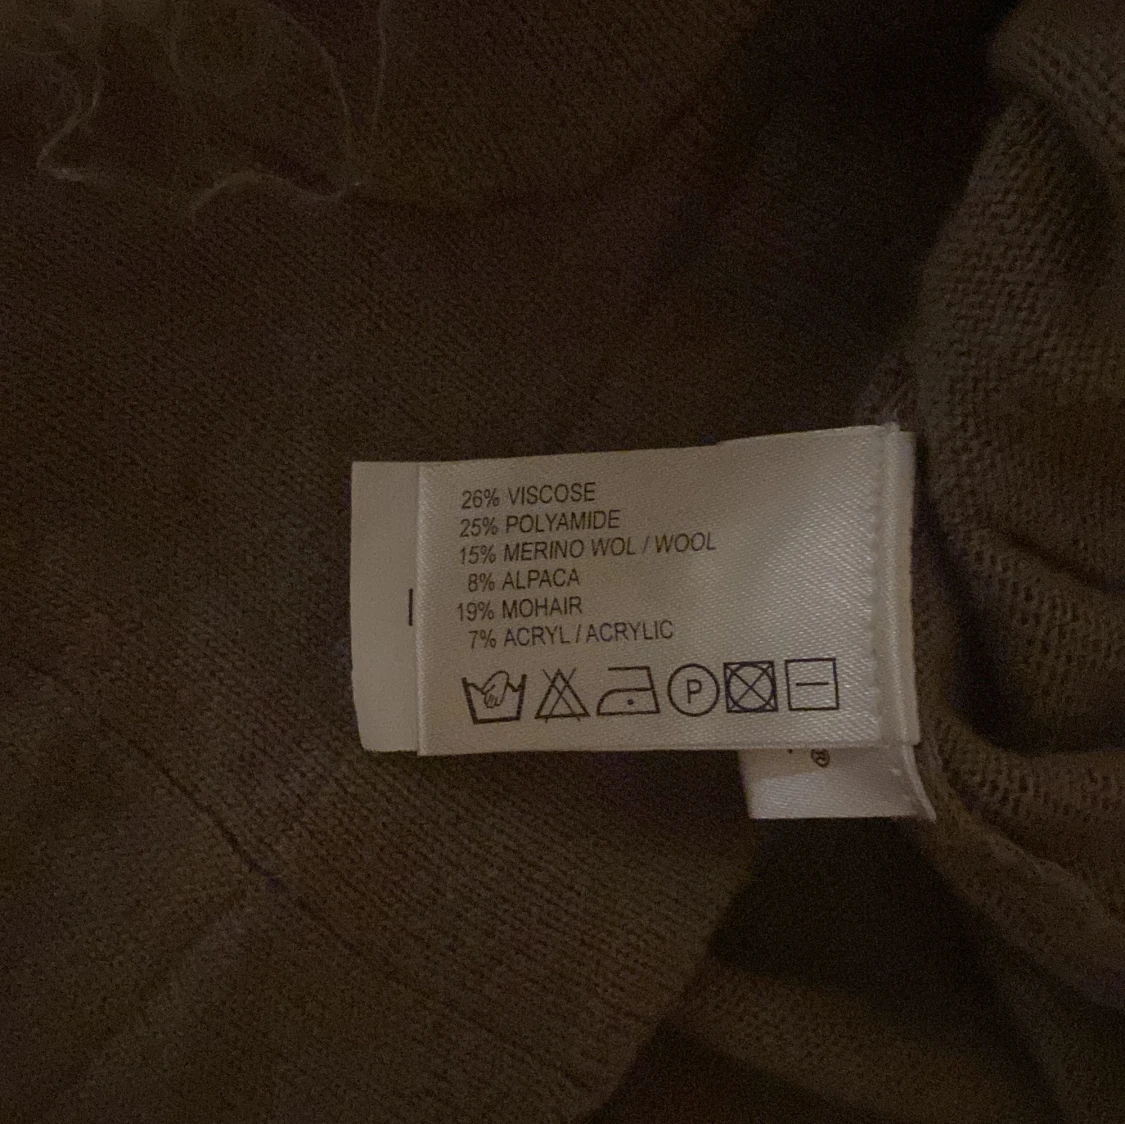 26% VISCOSE
25% POLYAMIDE
15% MERINO WOL / WOOL
8% ALPACA
19% MOHAIR
7% ACRYL / ACRYLIC
P
®